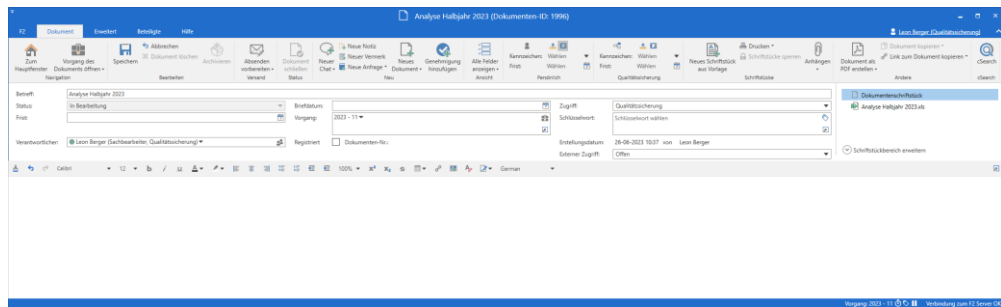 Analyse Halbjahr 2023 (Dokumenten-ID: 1996)
F2 Dokument Erweitert Beteiligte Hilfe
Leon Berger (Qualitätssicherung)
Zum Hauptfenster
Vorgang des Dokuments öffnen
Navigation
Speichern
Abbrechen
Dokument löschen
Archivieren
Bearbeiten
Absenden vorbereiten
Versand
Dokument schließen
Status
Neuer Chat
Neue Notiz
Neuer Vermerk
Neue Anfrage
Neues Dokument
Genehmigung hinzufügen
Neu
Alle Felder anzeigen
Ansicht
Kennzeichen: Wählen
Frist: Wählen
Persönlich
Kennzeichen: Wählen
Frist: Wählen
Qualitätssicherung
Neues Schriftstück aus Vorlage
Drucken
Schriftstücke sperren
Anhängen
Schriftstücke
Dokument als PDF erstellen
Dokument kopieren
Link zum Dokument kopieren
Andere
cSearch
cSearch
Betreff: Analyse Halbjahr 2023
Status: In Bearbeitung
Briefdatum:
Zugriff: Qualitätssicherung
Frist:
Vorgang: 2023 - 11
Schlüsselwort: Schlüsselwort wählen
Verantwortlicher: Leon Berger (Sachbearbeiter, Qualitätssicherung)
Registriert Dokumenten-Nr.:
Erstellungsdatum: 26-06-2023 10:37 von Leon Berger
Externer Zugriff: Offen
Dokumentenschriftstück
Analyse Halbjahr 2023.xls
Schriftstückbereich erweitern
Calibri 12 b i u 100% x² x₂ German
Vorgang: 2023 - 11 Verbindung zum F2 Server OK